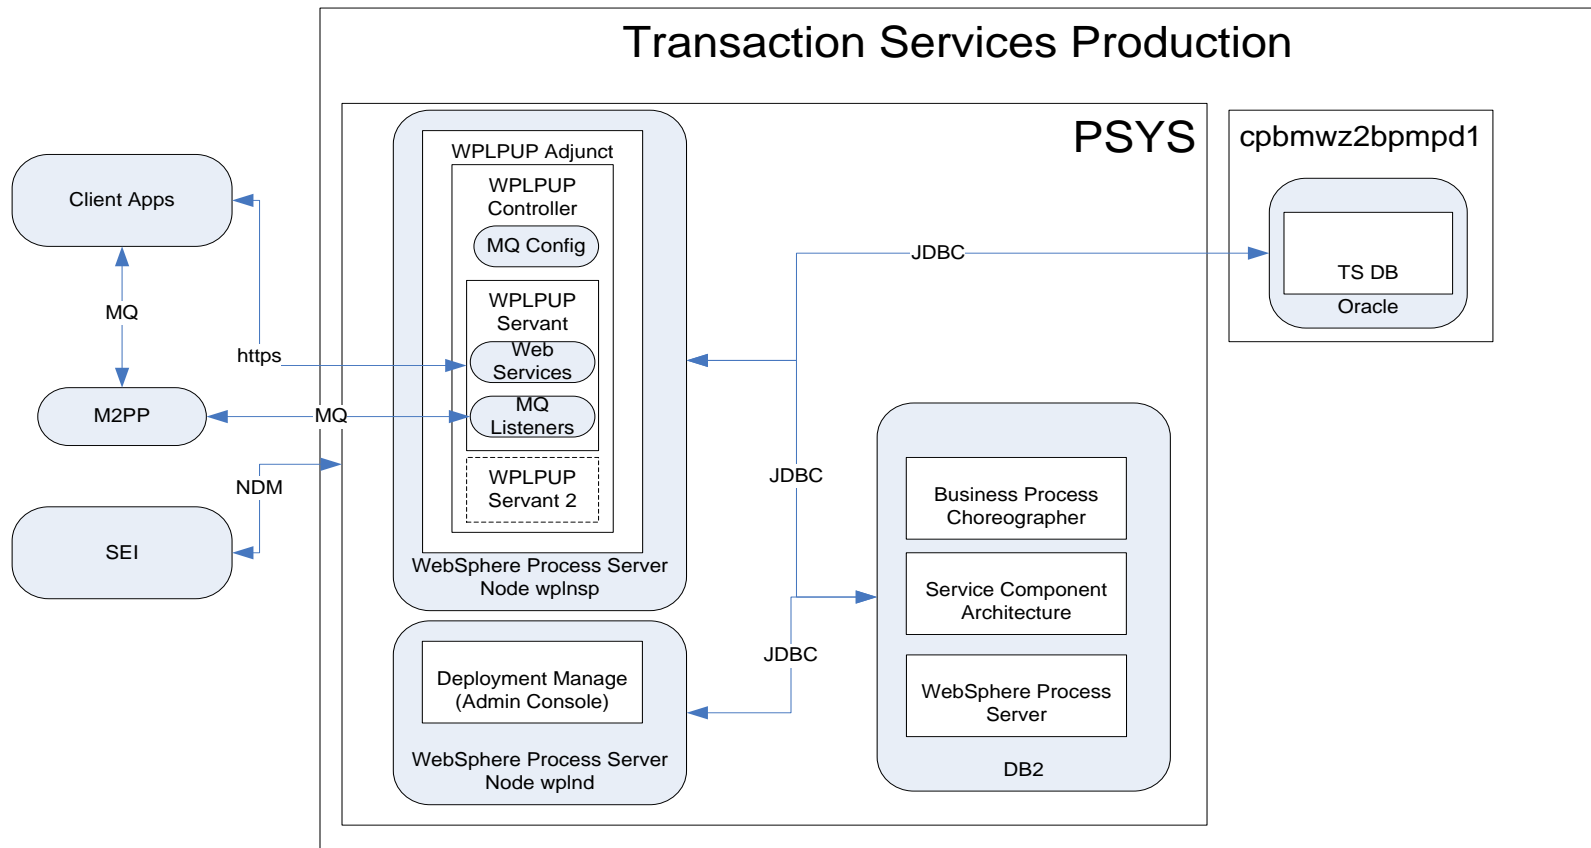 Transaction Services Production
PSYS
cpbmwz2bpmpd1
WPLPUP Adjunct
WPLPUP
Controller
MQ Config
WPLPUP
Servant
Web
Services
MQ
Listeners
WPLPUP
Servant 2
WebSphere Process Server
Node wplnsp
Client Apps
MQ
https
M2PP
MQ
NDM
SEI
JDBC
TS DB
Oracle
JDBC
Business Process
Choreographer
Service Component
Architecture
WebSphere Process
Server
DB2
JDBC
Deployment Manage
(Admin Console)
WebSphere Process Server
Node wplnd